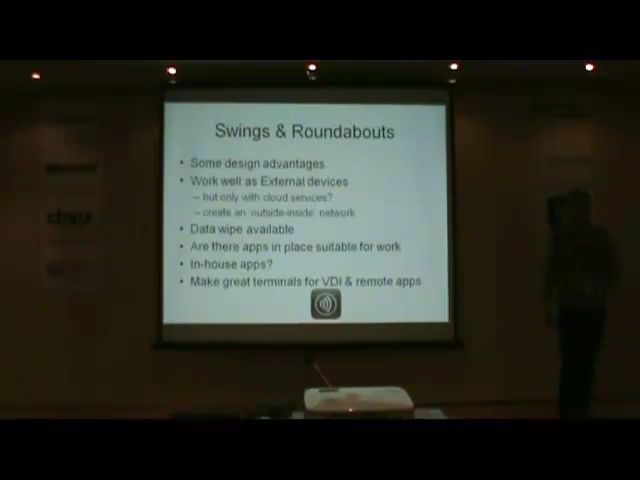 Swings & Roundabouts
• Some design advantages
• Work well as External devices
– but only with cloud services?
– create an 'outside-inside' network
• Data wipe available
• Are there apps in place suitable for work
• In-house apps?
• Make great terminals for VDI & remote apps